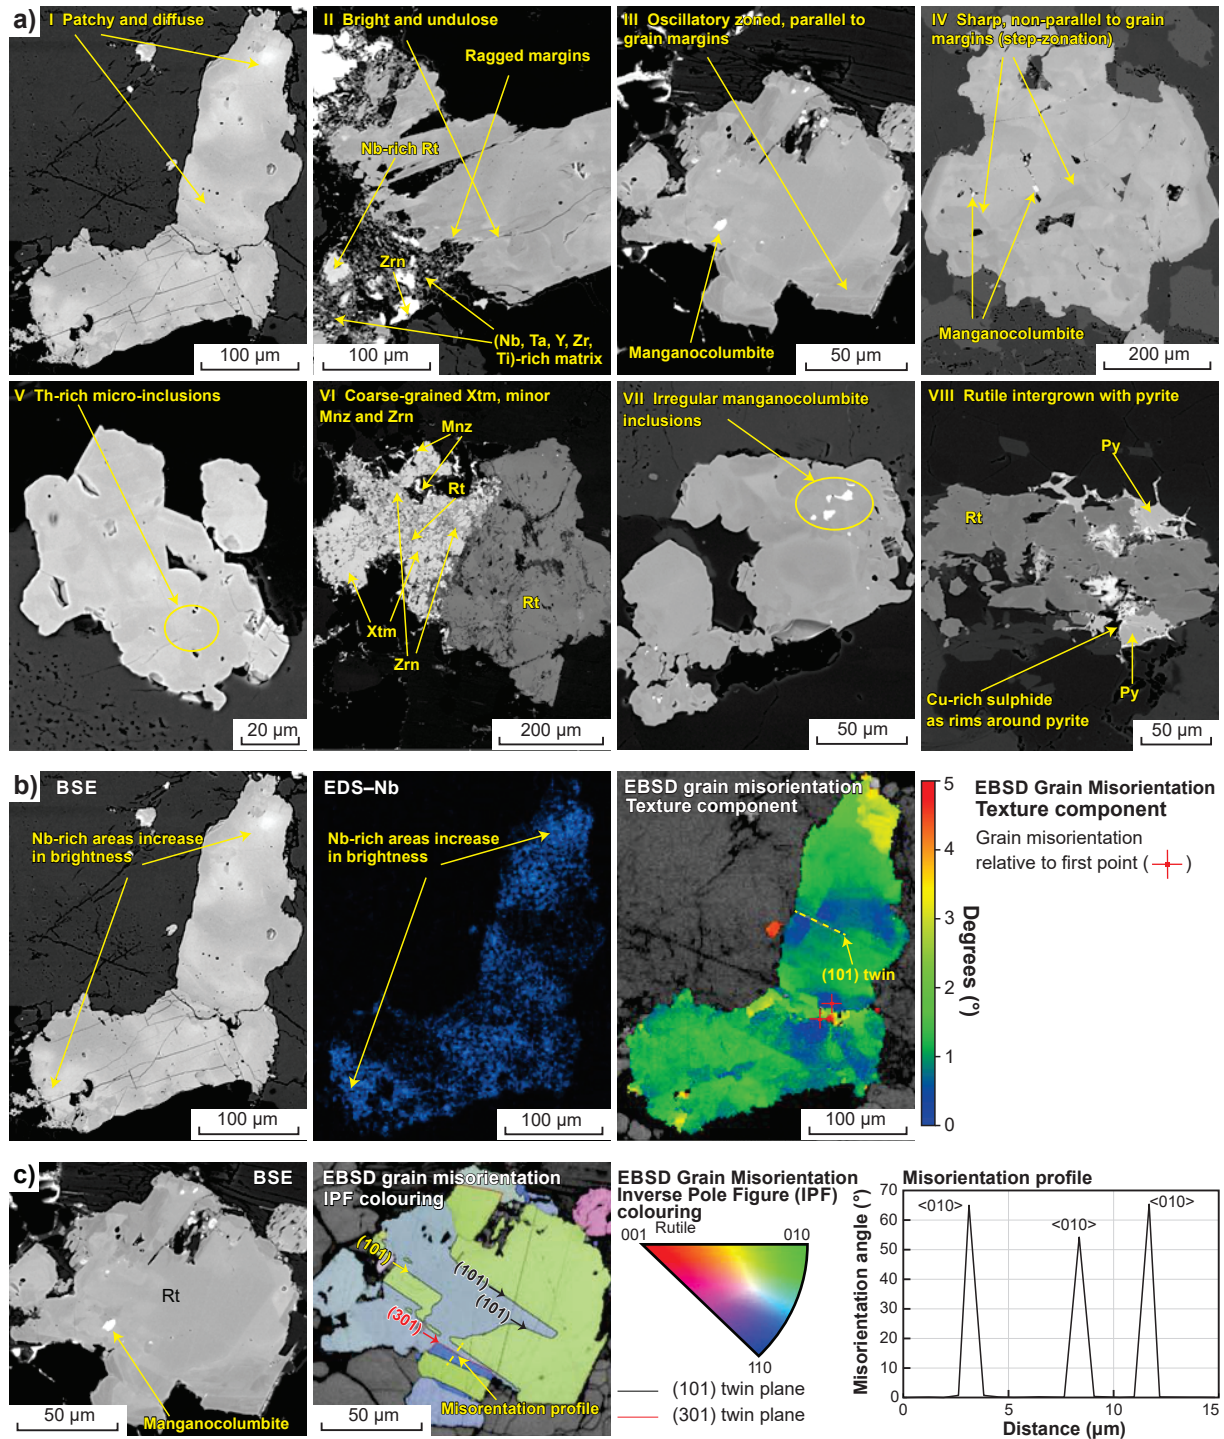 a)
I Patchy and diffuse
100 µm
II Bright and undulose
Ragged margins
Nb-rich Rt
Zrn
(Nb, Ta, Y, Zr,
Ti)-rich matrix
100 µm
III Oscillatory zoned, parallel to
grain margins
Manganocolumbite
50 µm
IV Sharp, non-parallel to grain
margins (step-zonation)
Manganocolumbite
200 µm
V Th-rich micro-inclusions
20 µm
VI Coarse-grained Xtm, minor
Mnz and Zrn
Mnz
Rt
Rt
Xtm
Zrn
200 µm
VII Irregular manganocolumbite
inclusions
50 µm
VIII Rutile intergrown with pyrite
Py
Rt
Cu-rich sulphide
as rims around pyrite
Py
50 µm
b)
BSE
Nb-rich areas increase
in brightness
100 µm
EDS–Nb
Nb-rich areas increase
in brightness
100 µm
EBSD grain misorientation
Texture component
(101) twin
100 µm
5
4
3
2
1
0
Degrees (°)
EBSD Grain Misorientation
Texture component
Grain misorientation
relative to first point ( )
c)
BSE
Rt
Manganocolumbite
50 µm
EBSD grain misorientation
IPF colouring
(101)
(101)
(101)
(301)
Misorentation profile
50 µm
EBSD Grain Misorientation
Inverse Pole Figure (IPF)
colouring
Rutile
001
010
110
(101) twin plane
(301) twin plane
Misorientation profile
Misorientation angle (°)
70
60
50
40
30
20
10
0
<010>
<010>
<010>
0
5
10
15
Distance (µm)